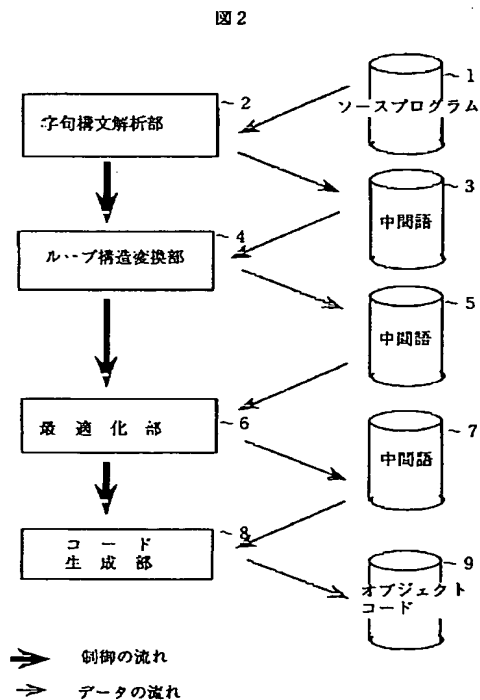 図2
~1
ソースプログラム
~2
字句構文解析部
~3
中間語
~4
ループ構造変換部
~5
中間語
最 適 化 部
~6
~7
中間語
~8
コ ー ド
生 成 部
~9
オブジェクト
コード
制御の流れ
データの流れ